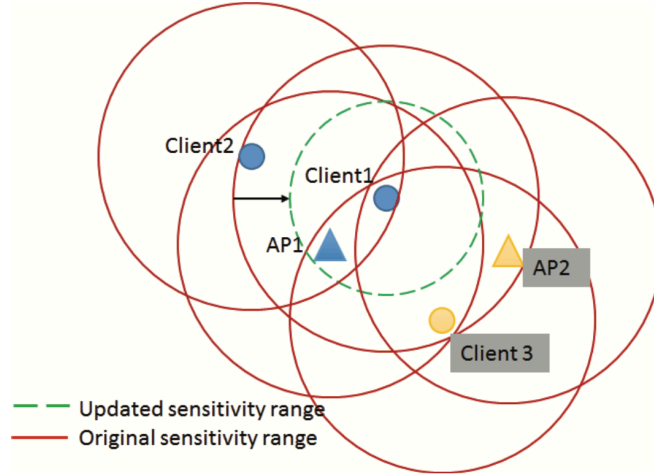 Client2
Client1
AP1
AP2
Client 3
Updated sensitivity range
Original sensitivity range